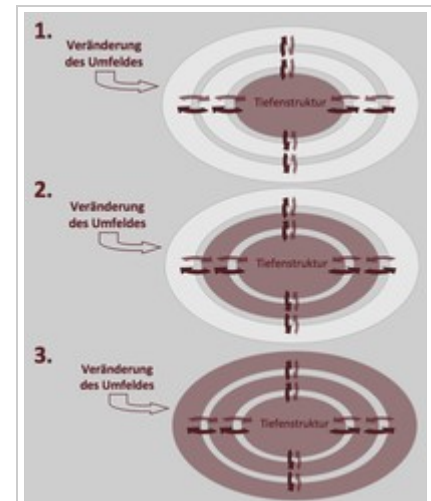 1.
Veränderung
des Umfeldes
Tiefenstruktur
2.
Veränderung
des Umfeldes
Tiefenstruktur
3.
Veränderung
des Umfeldes
Tiefenstruktur